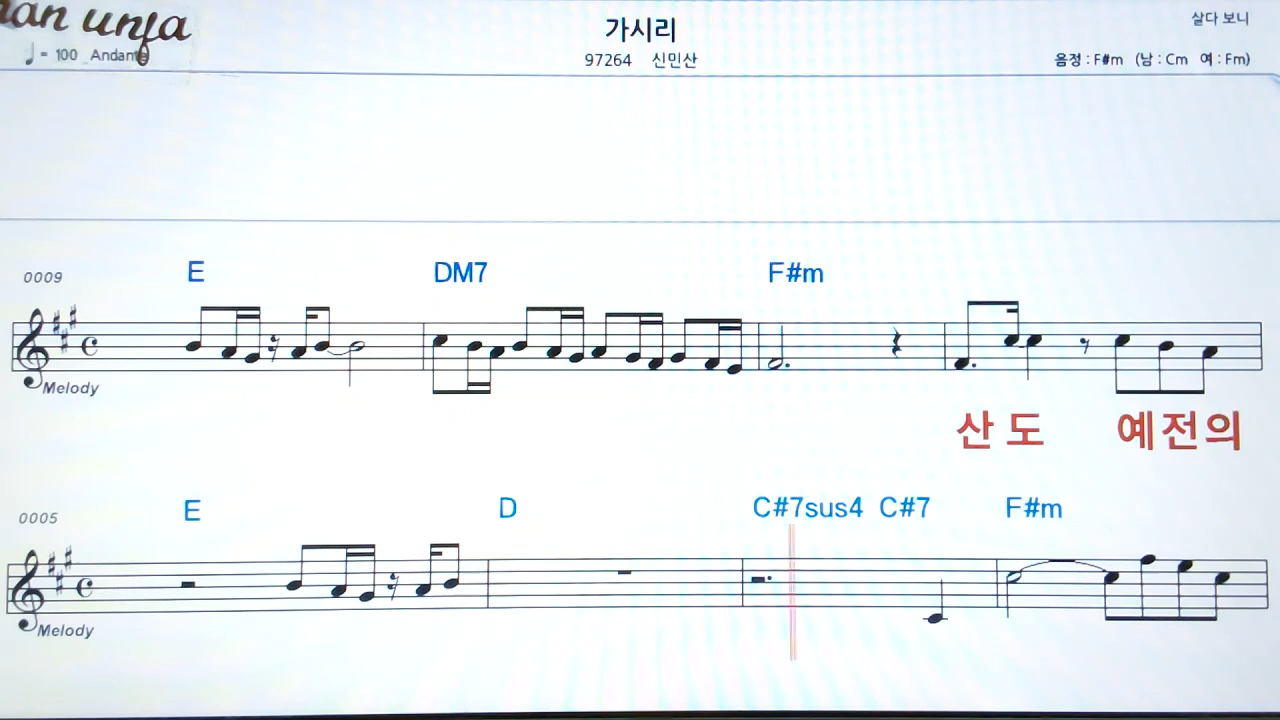 가시리
살다 보니
= 100 Andante
97264 신민산
음정 : F#m (남 : Cm 여 : Fm)
0009 E DM7 F#m
Melody
산 도 예전의
0005 E D C#7sus4 C#7 F#m
Melody